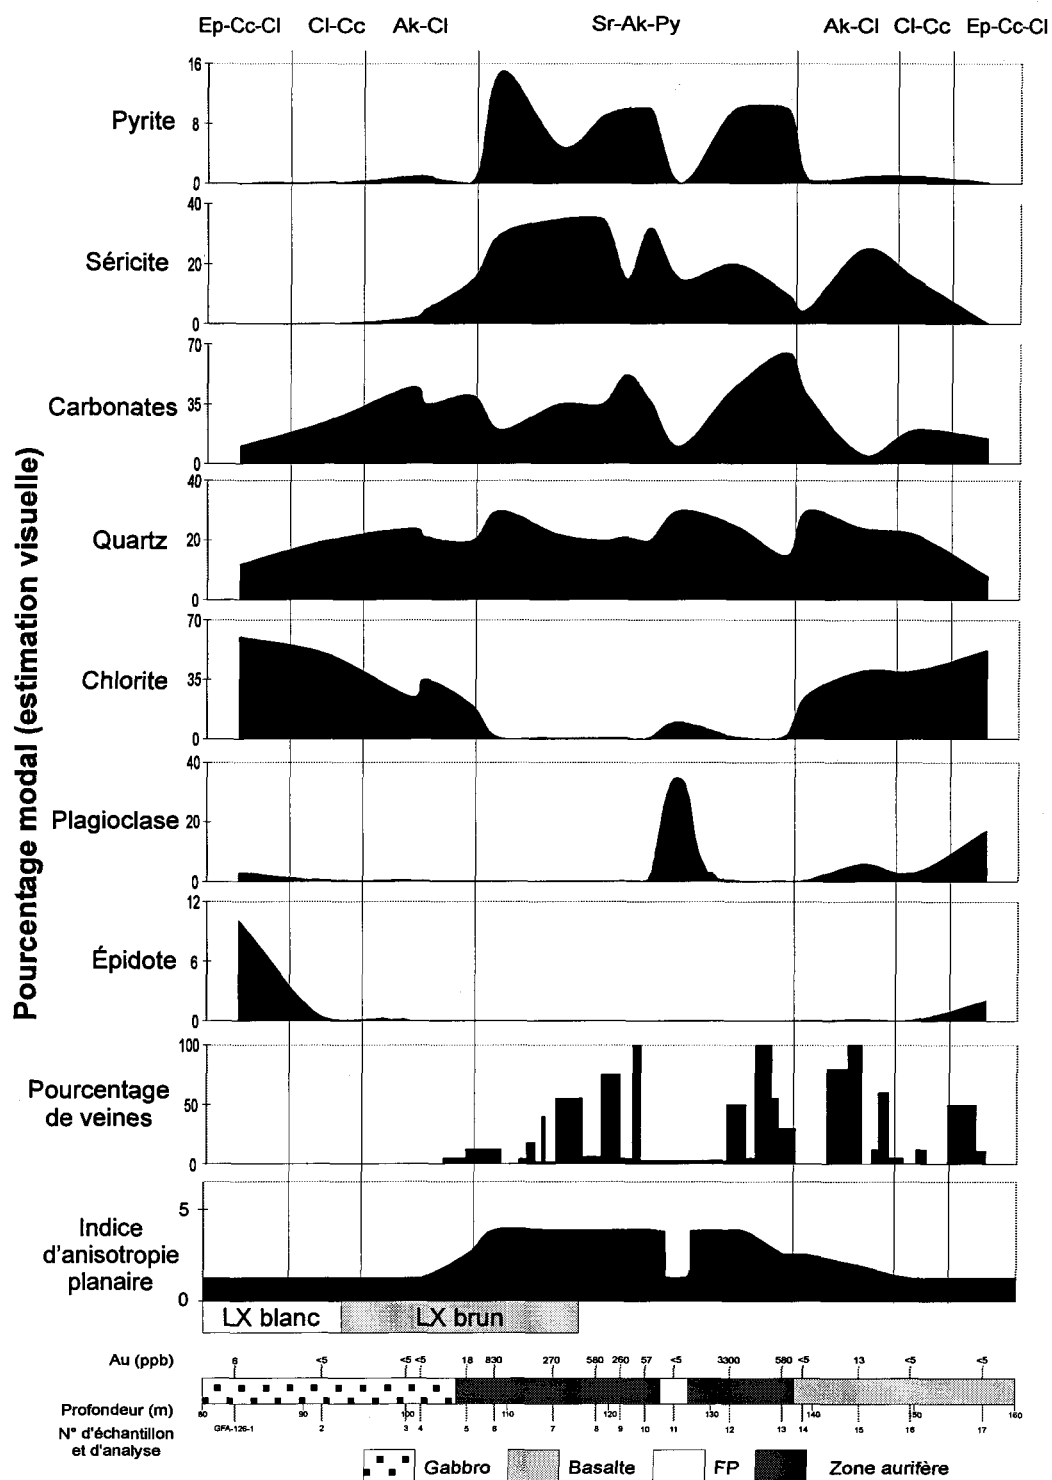 Ep-Cc-Cl Cl-Cc Ak-Cl Sr-Ak-Py Ak-Cl Cl-Cc Ep-Cc-Cl
Pourcentage modal (estimation visuelle)
Pyrite
16
8
0
Séricite
40
20
0
Carbonates
70
35
0
Quartz
40
20
0
Chlorite
70
35
0
Plagioclase
40
20
0
Épidote
12
6
0
Pourcentage
de veines
100
50
0
Indice
d'anisotropie
planaire
5
0
LX blanc LX brun
Au (ppb) 6 <5 <5 <5 18 830 270 560 260 57 <5 3300 580 <5 13 <5 <5
Profondeur (m) 80 90 100 110 120 130 140 150 160
N° d'échantillon
et d'analyse
GFA-126-1 2 3 4 5 6 7 8 9 10 11 12 13 14 15 16 17
Gabbro Basalte FP Zone aurifère